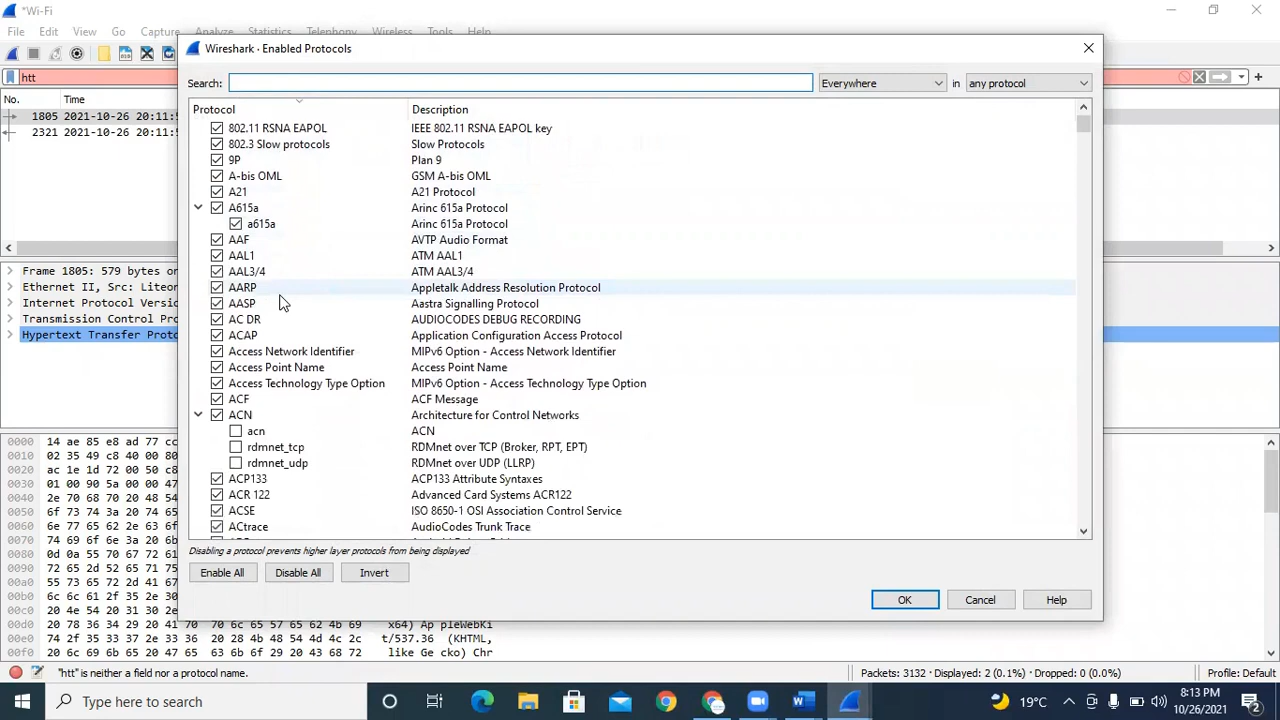 *Wi-Fi
File Edit View Go Capture Analyze Statistics Telephony Wireless Tools Help
Wireshark · Enabled Protocols
htt
Search: Everywhere in any protocol
No. Time
1805 2021-10-26 20:11:5
2321 2021-10-26 20:11:5
Protocol Description
802.11 RSNA EAPOL IEEE 802.11 RSNA EAPOL key
802.3 Slow protocols Slow Protocols
9P Plan 9
A-bis OML GSM A-bis OML
A21 A21 Protocol
A615a Arinc 615a Protocol
a615a Arinc 615a Protocol
AAF AVTP Audio Format
AAL1 ATM AAL1
AAL3/4 ATM AAL3/4
AARP Appletalk Address Resolution Protocol
AASP Aastra Signalling Protocol
AC DR AUDIOCODES DEBUG RECORDING
ACAP Application Configuration Access Protocol
Access Network Identifier MIPv6 Option - Access Network Identifier
Access Point Name Access Point Name
Access Technology Type Option MIPv6 Option - Access Technology Type Option
ACF ACF Message
ACN Architecture for Control Networks
acn ACN
rdmnet_tcp RDMnet over TCP (Broker, RPT, EPT)
rdmnet_udp RDMnet over UDP (LLRP)
ACP133 ACP133 Attribute Syntaxes
ACR 122 Advanced Card Systems ACR122
ACSE ISO 8650-1 OSI Association Control Service
ACtrace AudioCodes Trunk Trace
Disabling a protocol prevents higher layer protocols from being displayed
Enable All Disable All Invert
OK Cancel Help
Frame 1805: 579 bytes on
Ethernet II, Src: Liteon
Internet Protocol Versi
Transmission Control Pr
Hypertext Transfer Prot
0000 14 ae 85 e8 ad 77 cc
0010 02 35 49 c8 40 00 80
0020 ac 1e 1d 72 00 50 c8
0030 01 00 90 5a 00 00 47
0040 2e 70 68 70 20 48 54
0050 6f 73 74 3a 20 74 65
0060 6e 77 65 62 2e 63 6f
0070 74 69 6f 6e 3a 20 6b
0080 0d 0a 55 70 67 72 61
0090 72 65 2d 52 65 71 75
00a0 55 73 65 72 2d 41 67
00b0 6c 6c 61 2f 35 2e 30
00c0 20 4e 54 20 31 30 2e
00d0 20 78 36 34 29 20 41 70 70 6c 65 57 65 62 4b 69 x64) Ap pleWebKi
00e0 74 2f 35 33 37 2e 33 36 20 28 4b 48 54 4d 4c 2c t/537.36 (KHTML,
00f0 20 6c 69 6b 65 20 47 65 63 6b 6f 29 20 43 68 72 like Ge cko) Chr
"htt" is neither a field nor a protocol name. Packets: 3132 · Displayed: 2 (0.1%) · Dropped: 0 (0.0%) Profile: Default
Type here to search
19°C
8:13 PM
10/26/2021
2